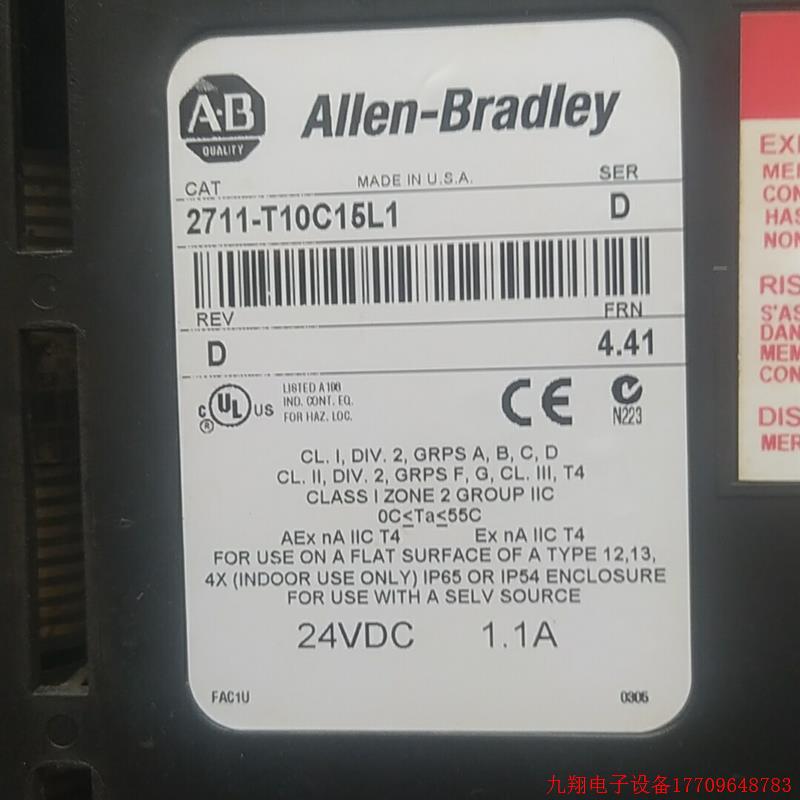 A·B
QUALITY
Allen-Bradley
CAT
MADE IN U.S.A.
SER
2711-T10C15L1
D
REV
FRN
D
4.41
C UL US
®
LISTED A196
IND. CONT. EQ.
FOR HAZ. LOC.
CE
N223
CL. I, DIV. 2, GRPS A, B, C, D
CL. II, DIV. 2, GRPS F, G, CL. III, T4
CLASS I ZONE 2 GROUP IIC
0C≤Ta≤55C
AEx nA IIC T4 Ex nA IIC T4
FOR USE ON A FLAT SURFACE OF A TYPE 12,13,
4X (INDOOR USE ONLY) IP65 OR IP54 ENCLOSURE
FOR USE WITH A SELV SOURCE
24VDC 1.1A
FAC1U
0305
EX
MEN
CON
HAS
NON
RIS
S'AS
DAN
MEM
CON
DIS
MER
九翔电子设备17709648783